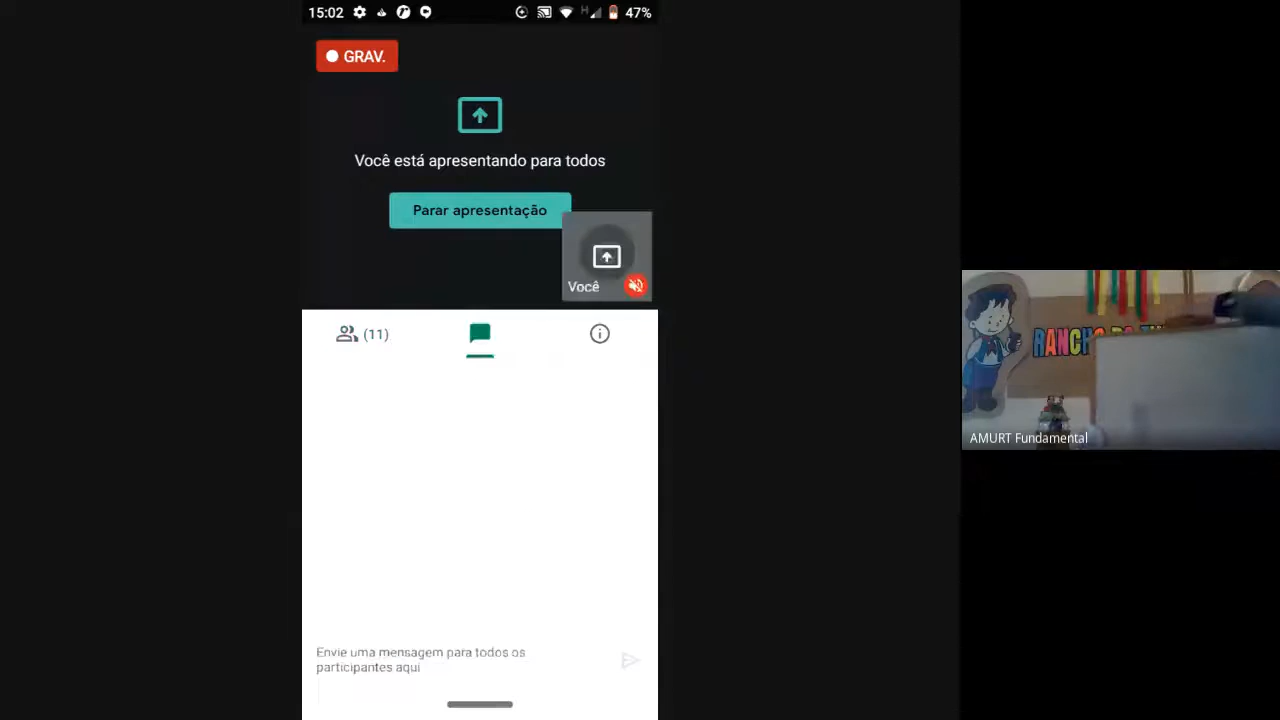 15:02
47%
GRAV.
Você está apresentando para todos
Parar apresentação
Você
(11)
Envie uma mensagem para todos os
participantes aqui
RANCHO
AMURT Fundamental